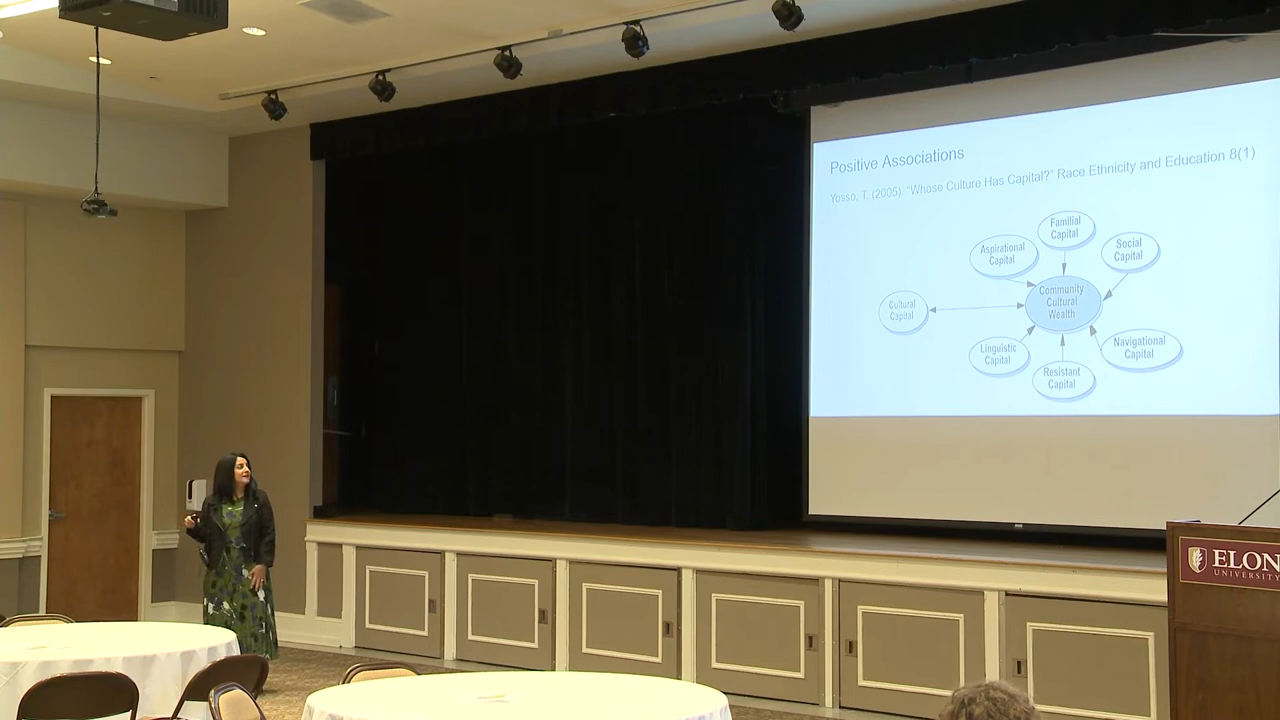 Positive Associations
Yosso, T. (2005). "Whose Culture Has Capital?" Race Ethnicity and Education 8(1)
Familial
Capital
Aspirational
Capital
Social
Capital
Cultural
Capital
Community
Cultural
Wealth
Linguistic
Capital
Navigational
Capital
Resistant
Capital
ELON
UNIVERSITY